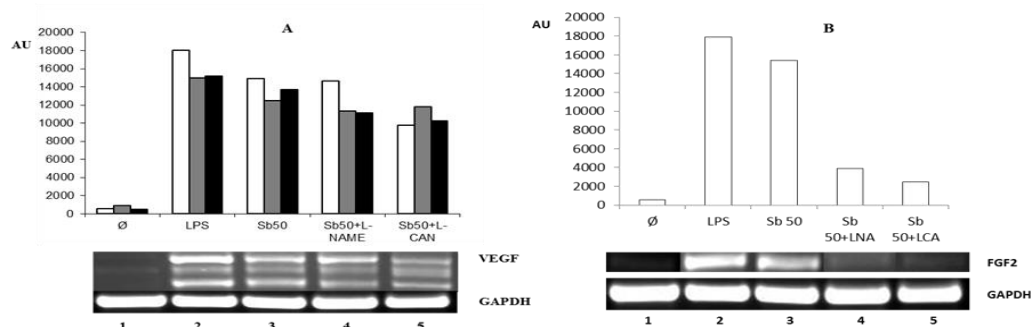 A
AU
20000
18000
16000
14000
12000
10000
8000
6000
4000
2000
0
Ø LPS Sb50 Sb50+L-NAME Sb50+L-CAN
VEGF
GAPDH
1 2 3 4 5
B
AU
20000
18000
16000
14000
12000
10000
8000
6000
4000
2000
0
Ø LPS Sb 50 Sb Sb
50+LNA 50+LCA
FGF2
GAPDH
1 2 3 4 5